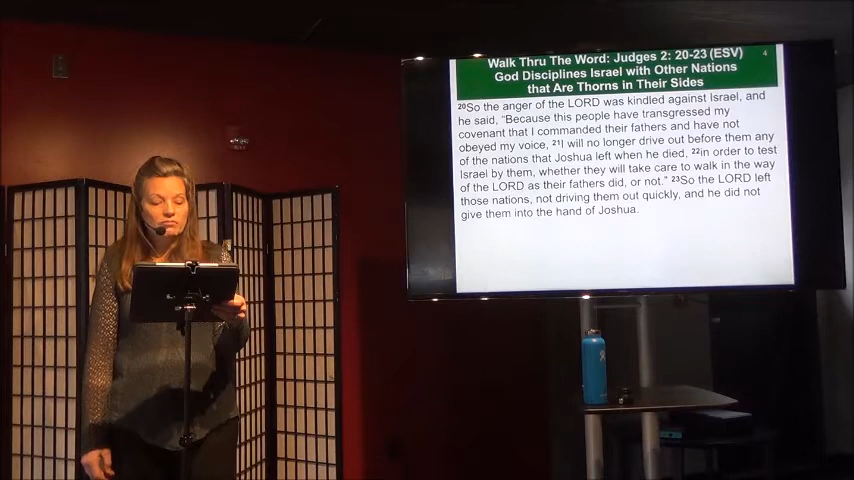 Walk Thru The Word: Judges 2: 20-23 (ESV)
4
God Disciplines Israel with Other Nations
that Are Thorns in Their Sides
20So the anger of the LORD was kindled against Israel, and
he said, "Because this people have transgressed my
covenant that I commanded their fathers and have not
obeyed my voice, 21I will no longer drive out before them any
of the nations that Joshua left when he died, 22in order to test
Israel by them, whether they will take care to walk in the way
of the LORD as their fathers did, or not." 23So the LORD left
those nations, not driving them out quickly, and he did not
give them into the hand of Joshua.